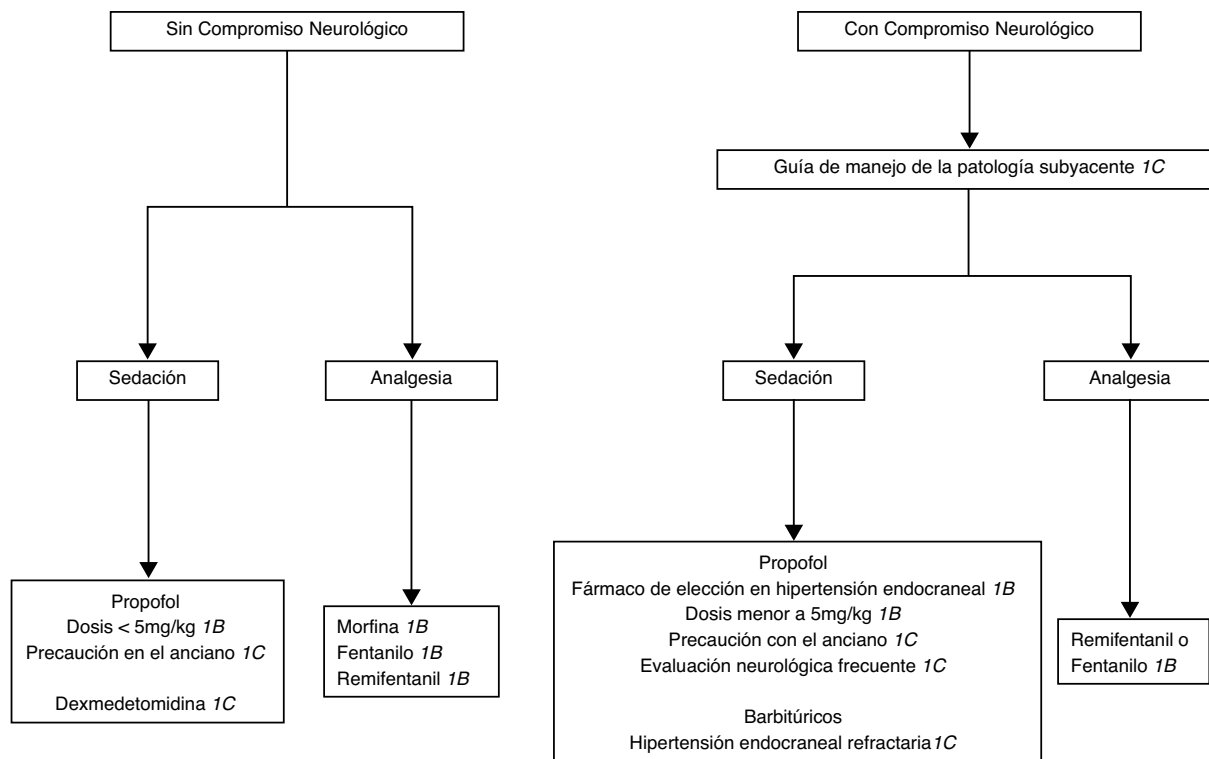 Sin Compromiso Neurológico
Sedación
Analgesia
Propofol
Dosis < 5mg/kg 1B
Precaución en el anciano 1C
Dexmedetomidina 1C
Morfina 1B
Fentanilo 1B
Remifentanil 1B
Con Compromiso Neurológico
Guía de manejo de la patología subyacente 1C
Sedación
Analgesia
Propofol
Fármaco de elección en hipertensión endocraneal 1B
Dosis menor a 5mg/kg 1B
Precaución con el anciano 1C
Evaluación neurológica frecuente 1C
Barbitúricos
Hipertensión endocraneal refractaria1C
Remifentanil o
Fentanilo 1B